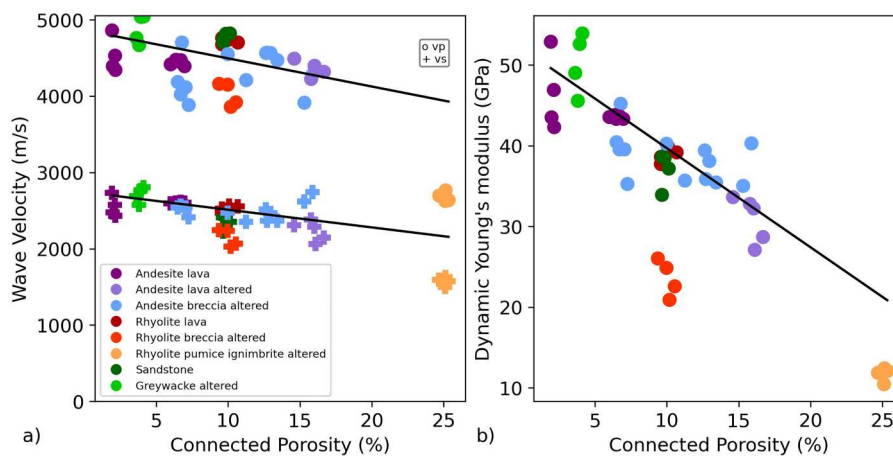 5000
4000
3000
2000
1000
0
Wave Velocity (m/s)
o vp
+ vs
Andesite lava
Andesite lava altered
Andesite breccia altered
Rhyolite lava
Rhyolite breccia altered
Rhyolite pumice ignimbrite altered
Sandstone
Greywacke altered
5 10 15 20 25
a) Connected Porosity (%)
50
40
30
20
10
Dynamic Young's modulus (GPa)
5 10 15 20 25
b) Connected Porosity (%)